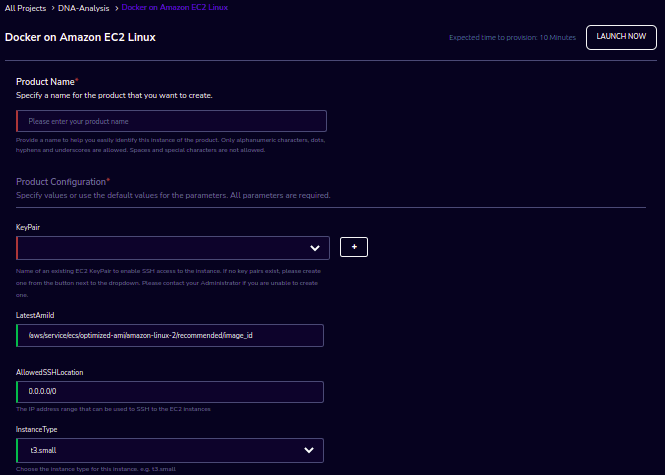 All Projects > DNA-Analysis > Docker on Amazon EC2 Linux
Docker on Amazon EC2 Linux
Expected time to provision: 10 Minutes
LAUNCH NOW
Product Name*
Specify a name for the product that you want to create.
Please enter your product name
Provide a name to help you easily identify this instance of the product. Only alphanumeric characters, dots,
hyphens and underscores are allowed. Spaces and special characters are not allowed.
Product Configuration*
Specify values or use the default values for the parameters. All parameters are required.
KeyPair
+
Name of an existing EC2 KeyPair to enable SSH access to the instance. If no key pairs exist, please create
one from the button next to the dropdown. Please contact your Administrator if you are unable to create
one.
LatestAmiId
/aws/service/ecs/optimized-ami/amazon-linux-2/recommended/image_id
AllowedSSHLocation
0.0.0.0/0
The IP address range that can be used to SSH to the EC2 instances
InstanceType
t3.small
Choose the instance type for this instance. e.g. t3.small